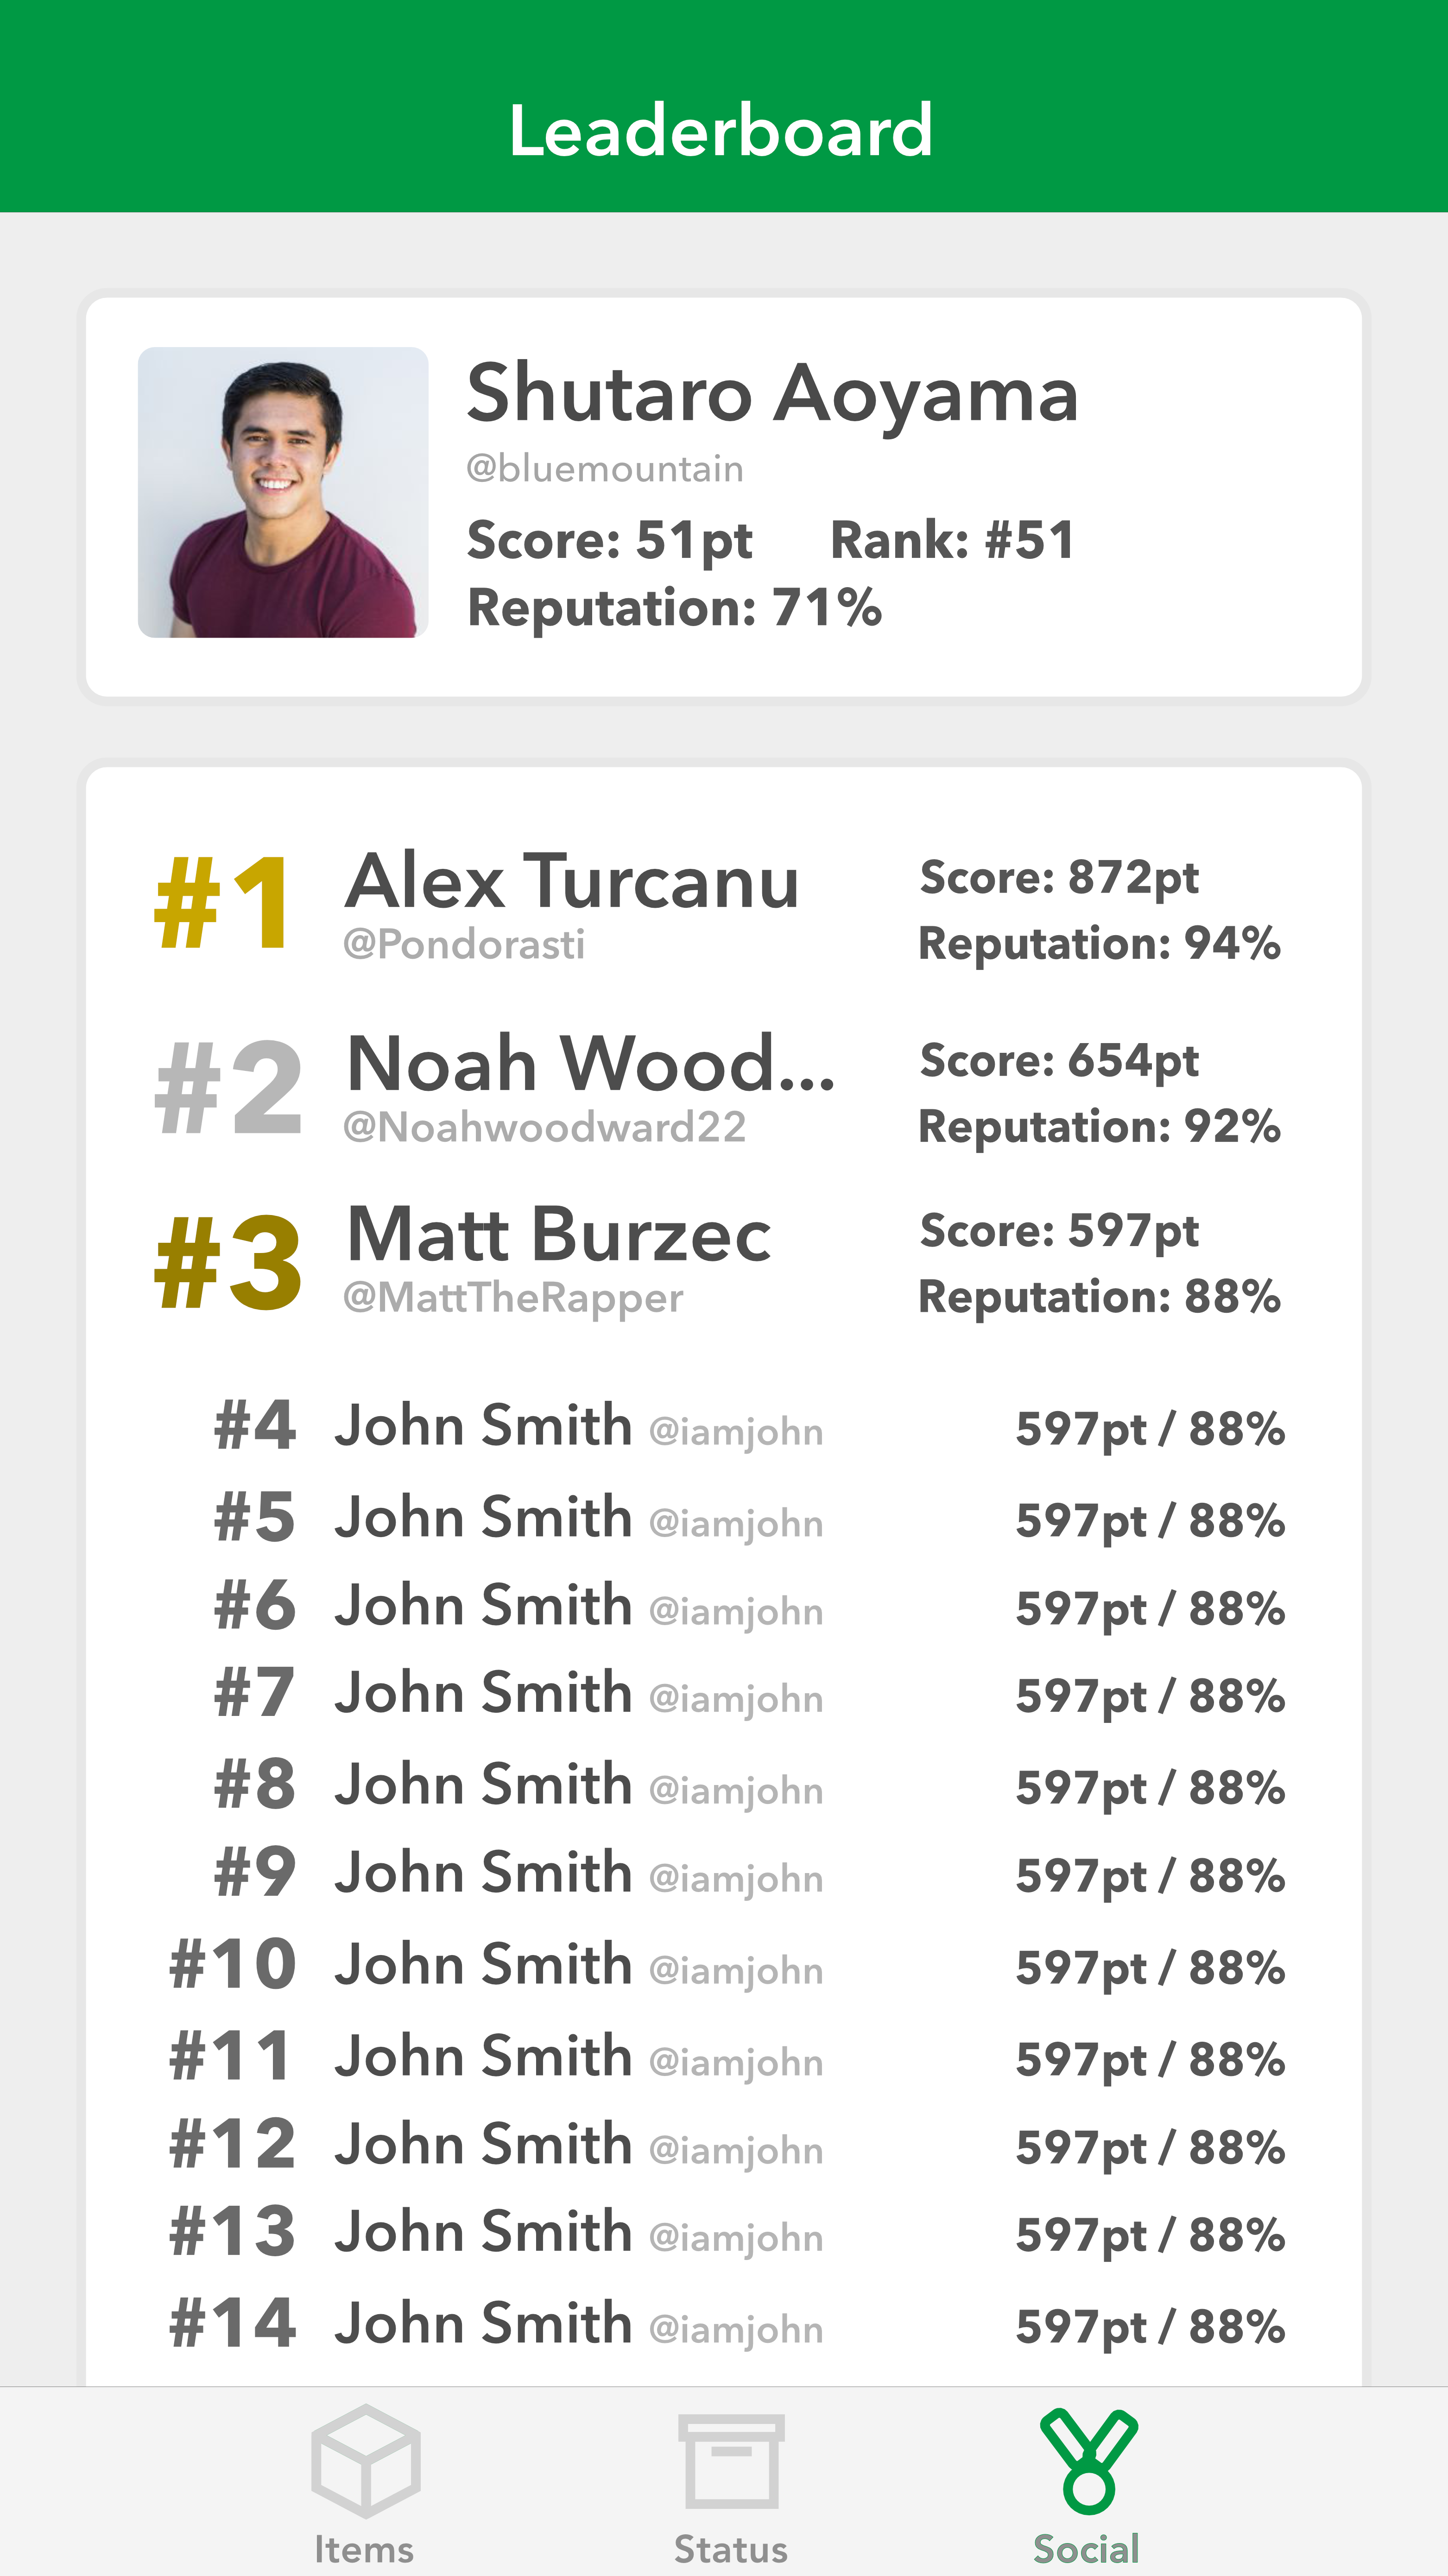 Leaderboard
Shutaro Aoyama
@bluemountain
Score: 51pt Rank: #51
Reputation: 71%
#1 Alex Turcanu Score: 872pt
@Pondorasti Reputation: 94%
#2 Noah Wood... Score: 654pt
@Noahwoodward22 Reputation: 92%
#3 Matt Burzec Score: 597pt
@MattTheRapper Reputation: 88%
#4 John Smith @iamjohn 597pt / 88%
#5 John Smith @iamjohn 597pt / 88%
#6 John Smith @iamjohn 597pt / 88%
#7 John Smith @iamjohn 597pt / 88%
#8 John Smith @iamjohn 597pt / 88%
#9 John Smith @iamjohn 597pt / 88%
#10 John Smith @iamjohn 597pt / 88%
#11 John Smith @iamjohn 597pt / 88%
#12 John Smith @iamjohn 597pt / 88%
#13 John Smith @iamjohn 597pt / 88%
#14 John Smith @iamjohn 597pt / 88%
Items Status Social